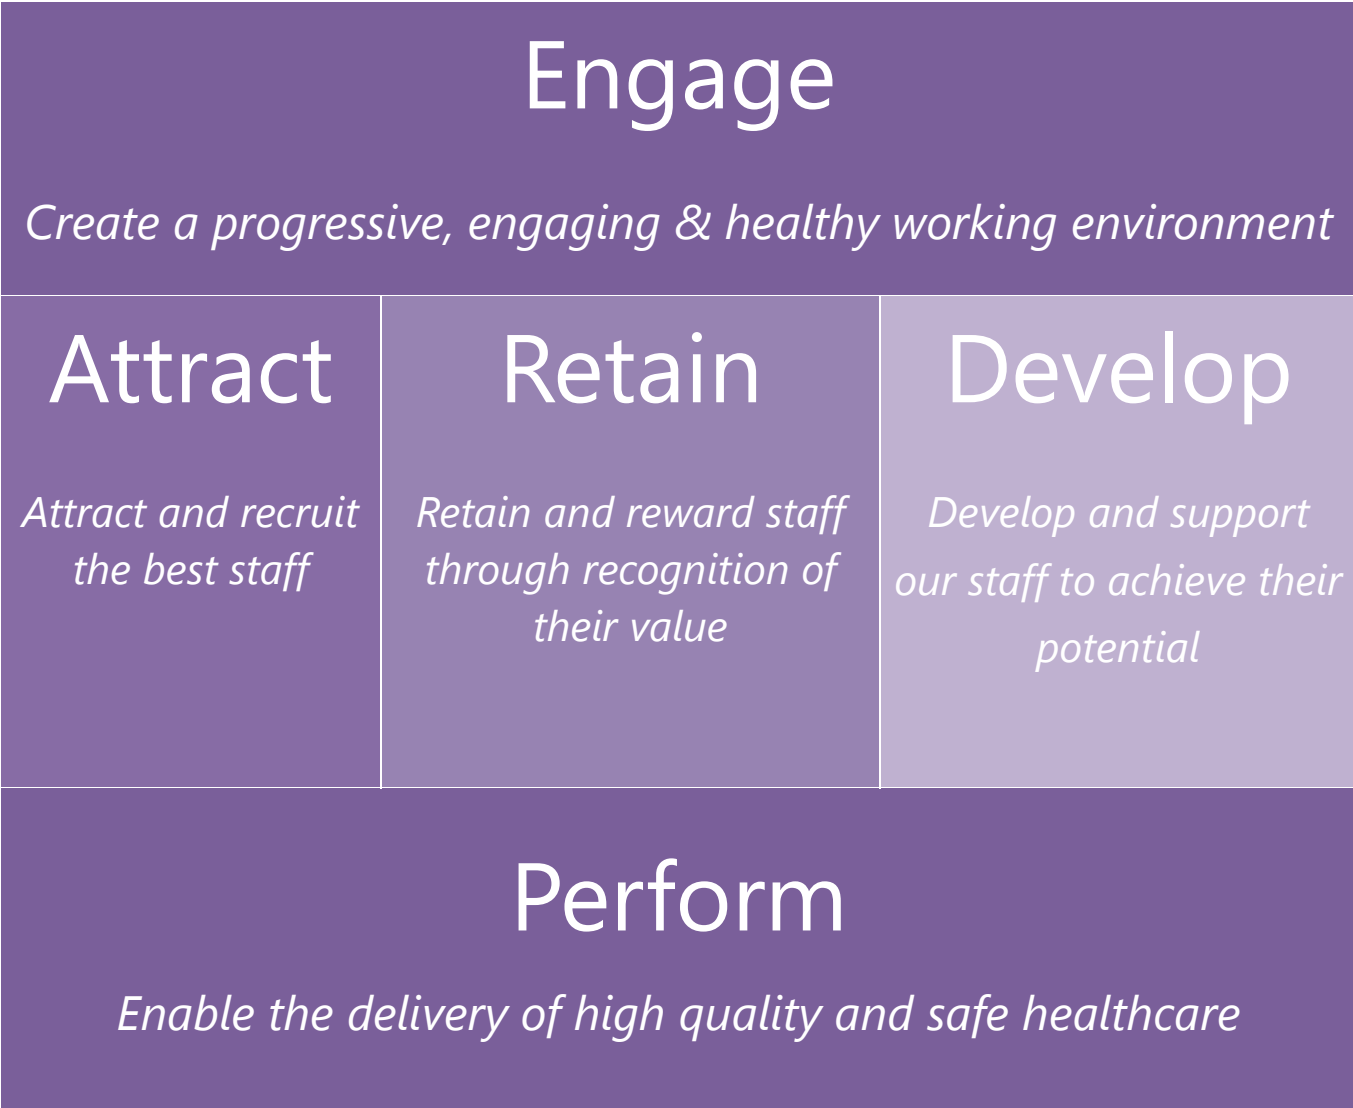 Engage
Create a progressive, engaging & healthy working environment
Attract
Attract and recruit
the best staff
Retain
Retain and reward staff
through recognition of
their value
Develop
Develop and support
our staff to achieve their
potential
Perform
Enable the delivery of high quality and safe healthcare